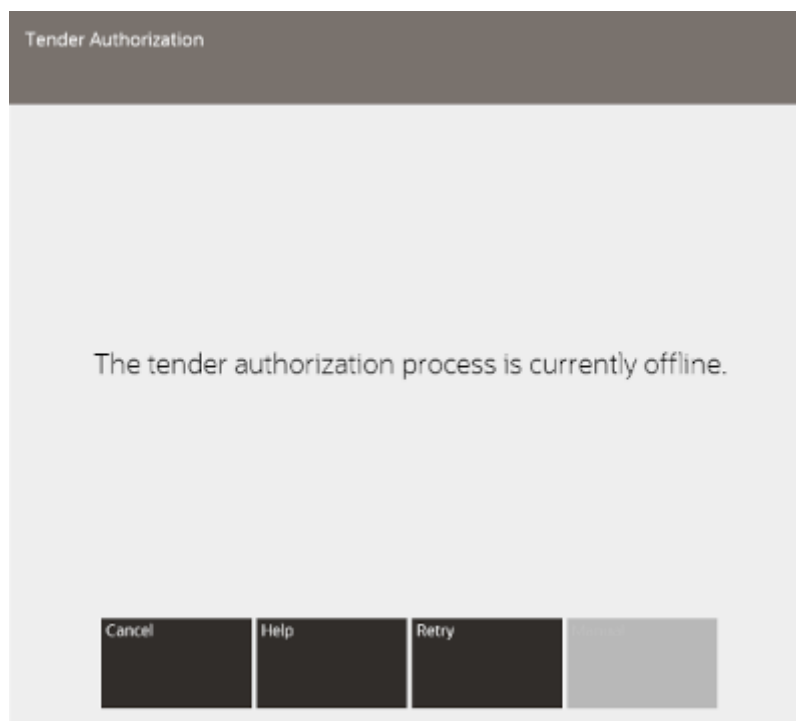 Tender Authorization
The tender authorization process is currently offline.
Cancel
Help
Retry